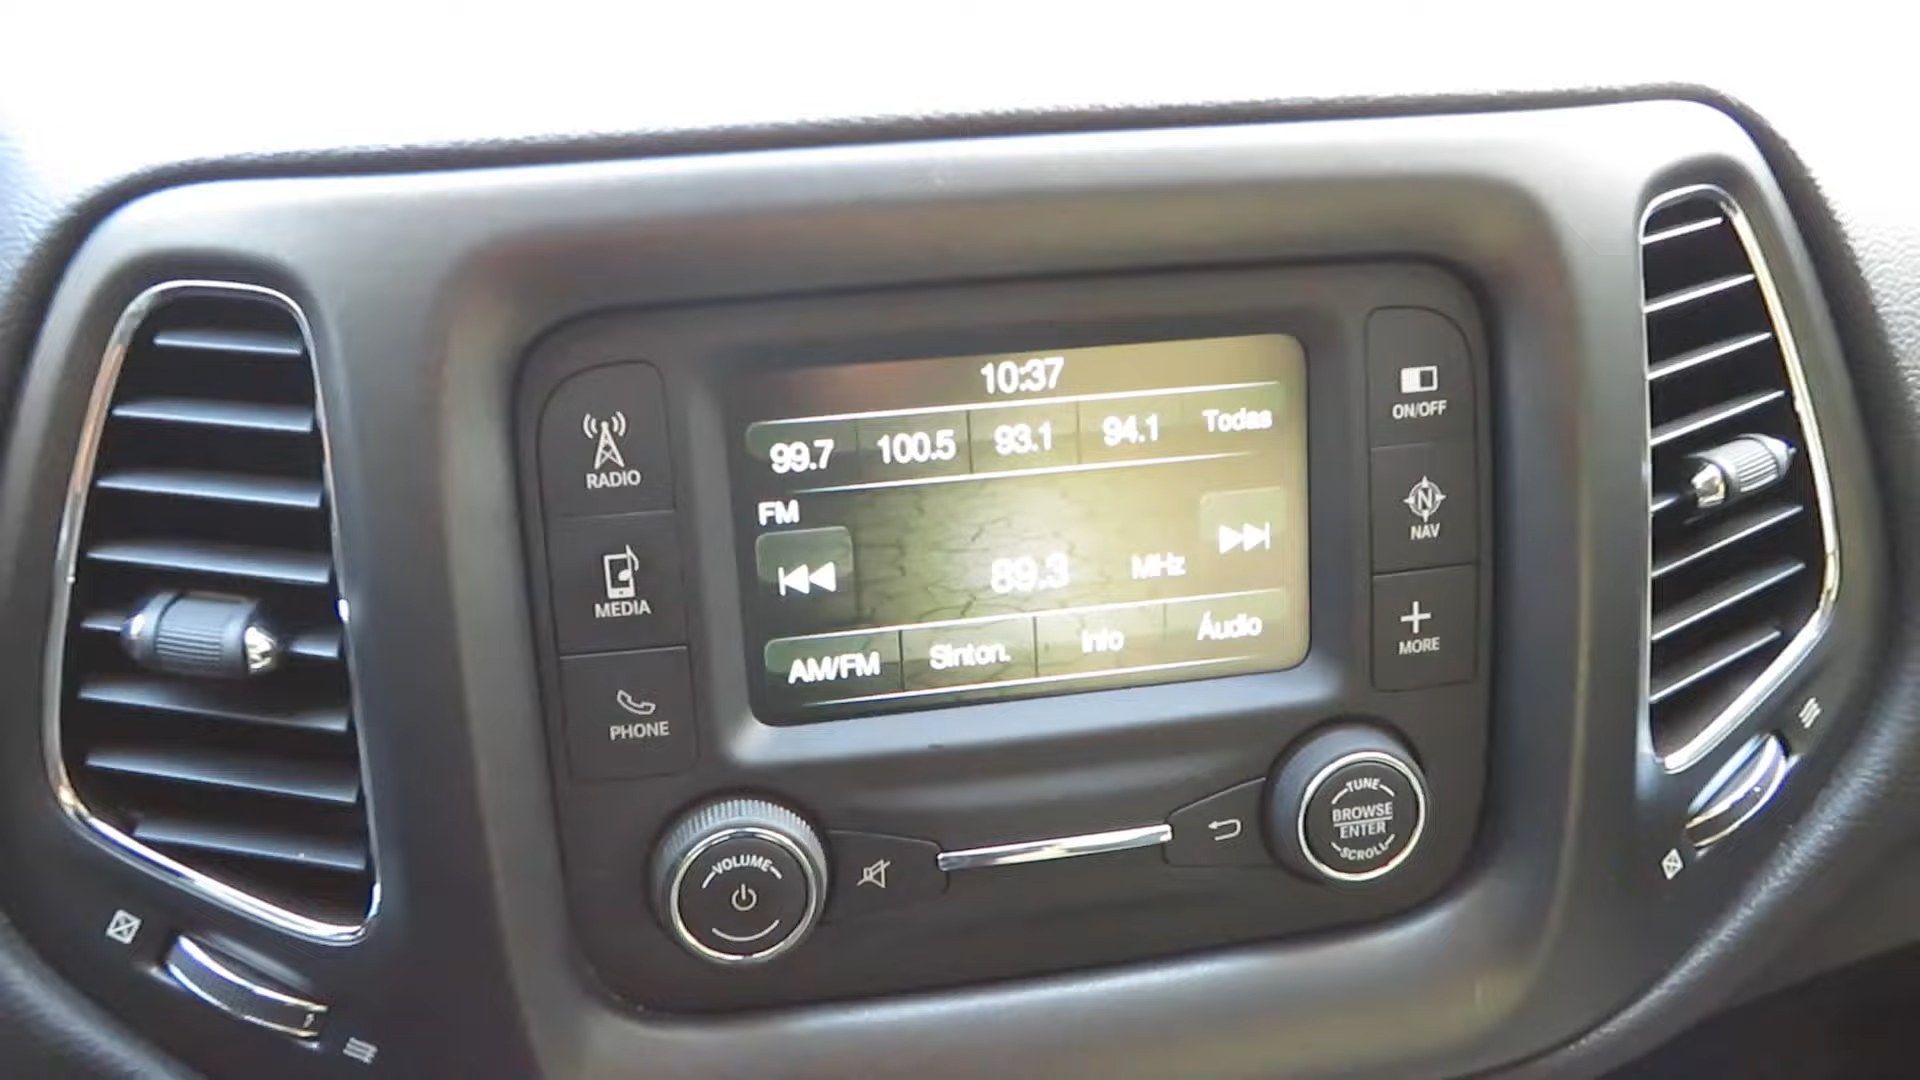 10:37
99.7 100.5 93.1 94.1 Todas
FM
89.3 MHz
AM/FM Sinton. Info Áudio
RADIO
MEDIA
PHONE
ON/OFF
N
NAV
MORE
VOLUME
TUNE
BROWSE
ENTER
SCROLL